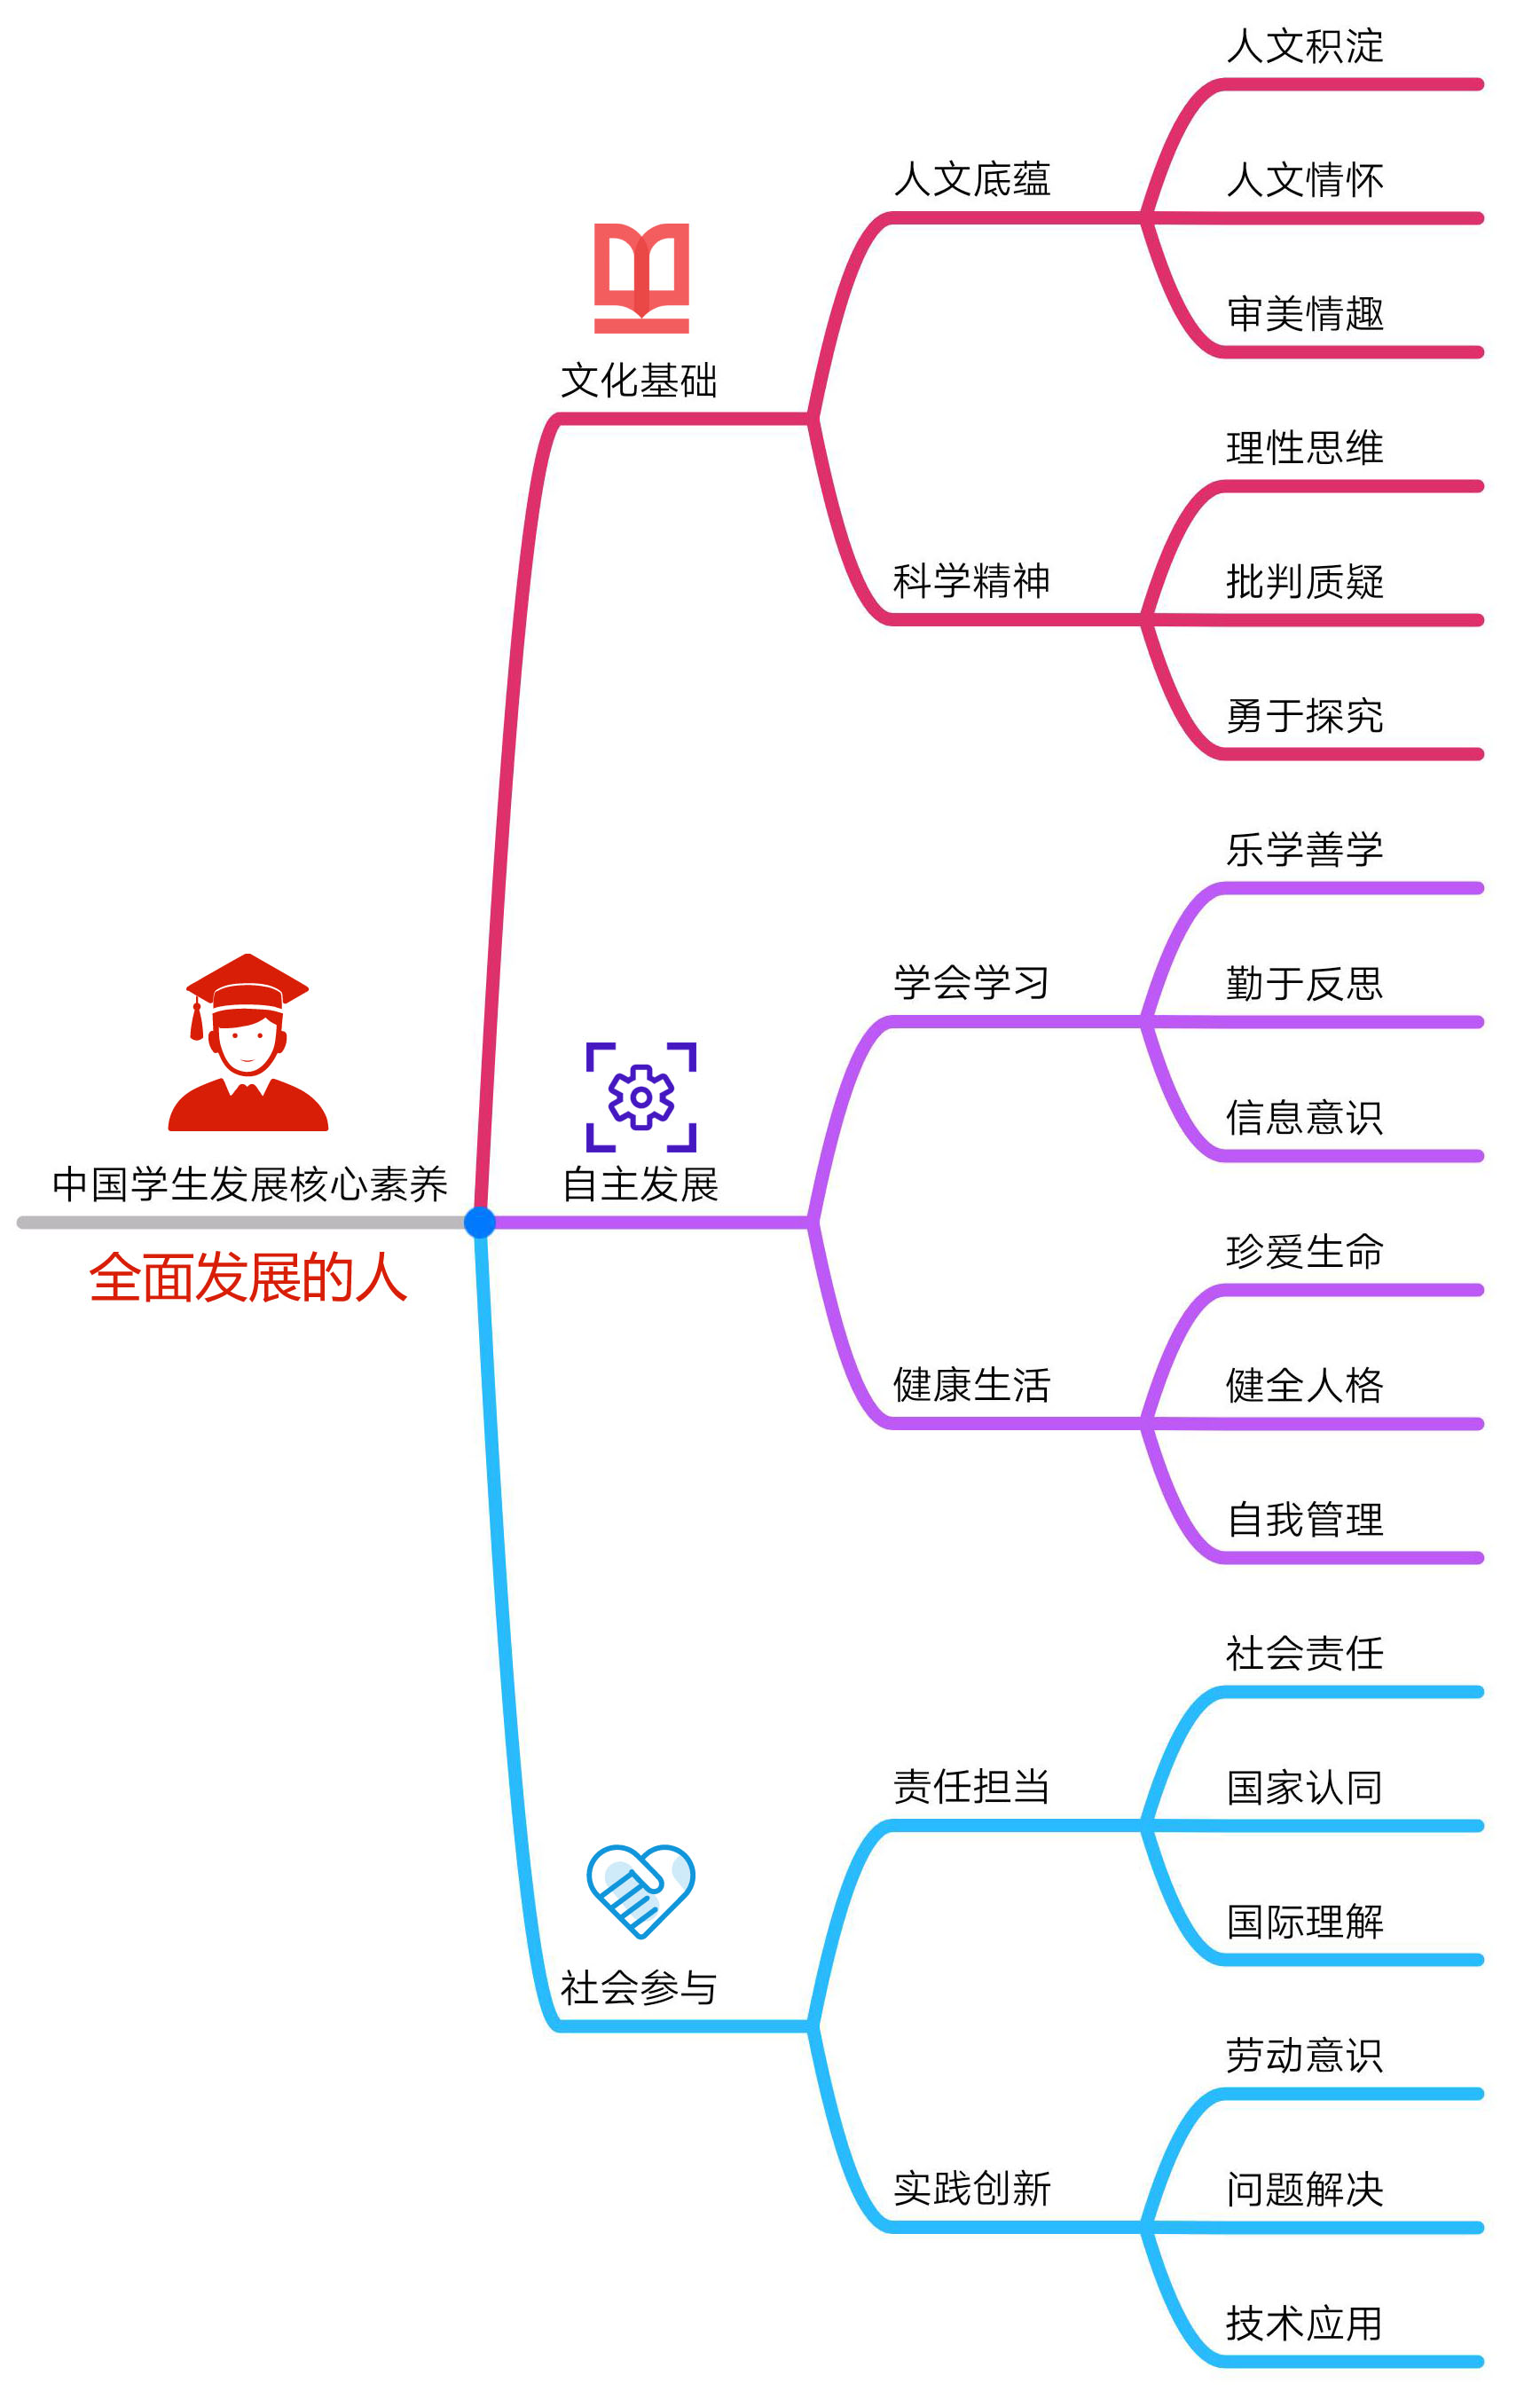 中国学生发展核心素养
全面发展的人
文化基础
人文底蕴
人文积淀
人文情怀
审美情趣
科学精神
理性思维
批判质疑
勇于探究
自主发展
学会学习
乐学善学
勤于反思
信息意识
健康生活
珍爱生命
健全人格
自我管理
社会参与
责任担当
社会责任
国家认同
国际理解
实践创新
劳动意识
问题解决
技术应用